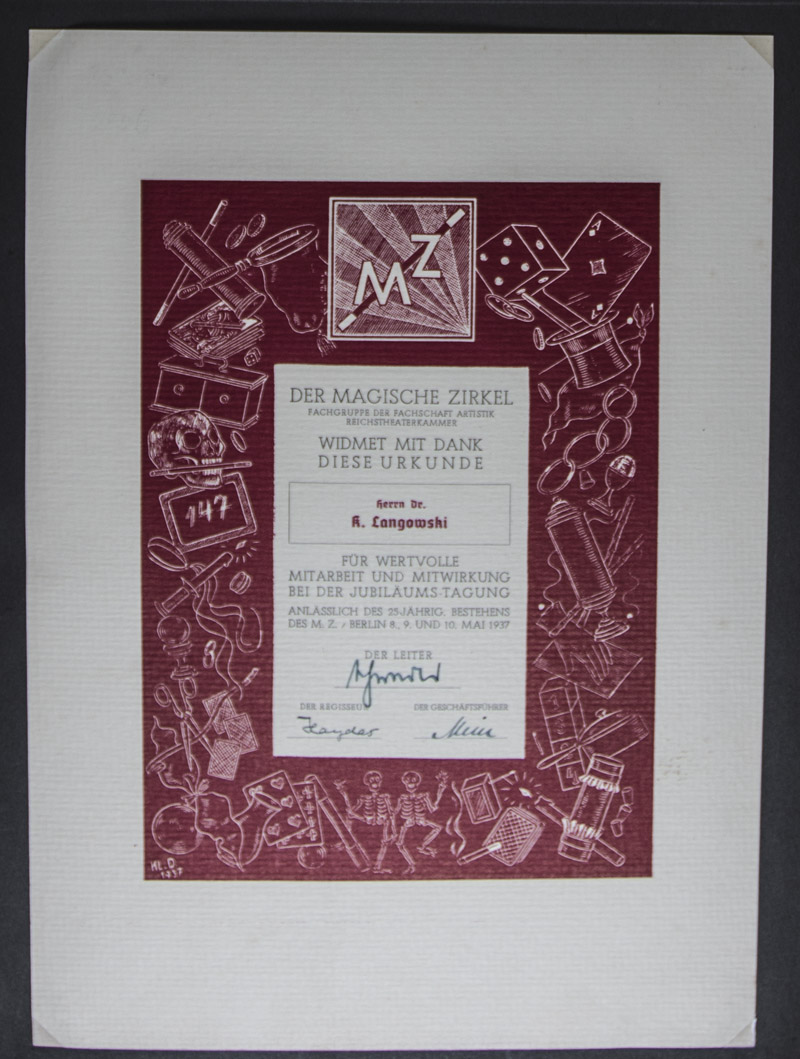 MZ
A
147
DER MAGISCHE ZIRKEL
FACHGRUPPE DER FACHSCHAFT ARTISTIK
REICHSTHEATERKAMMER
WIDMET MIT DANK
DIESE URKUNDE
Herrn Dr.
K. Langowski
FÜR WERTVOLLE
MITARBEIT UND MITWIRKUNG
BEI DER JUBILÄUMS-TAGUNG
ANLÄSSLICH DES 25-JÄHRIG. BESTEHENS
DES M. Z. / BERLIN 8., 9. UND 10. MAI 1937
DER LEITER
DER REGISSEUR
DER GESCHÄFTSFÜHRER
1937